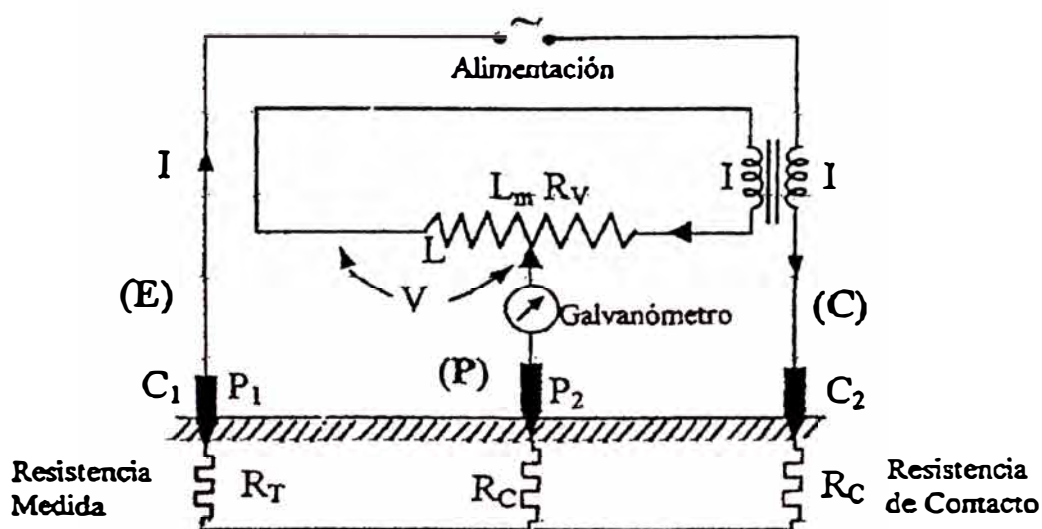 ~
Alimentación
I
I
I
Lm RV
L
V
(E)
(C)
Galvanómetro
(P)
C1 P1
P2
C2
Resistencia
Medida
RT
RC
RC
Resistencia
de Contacto